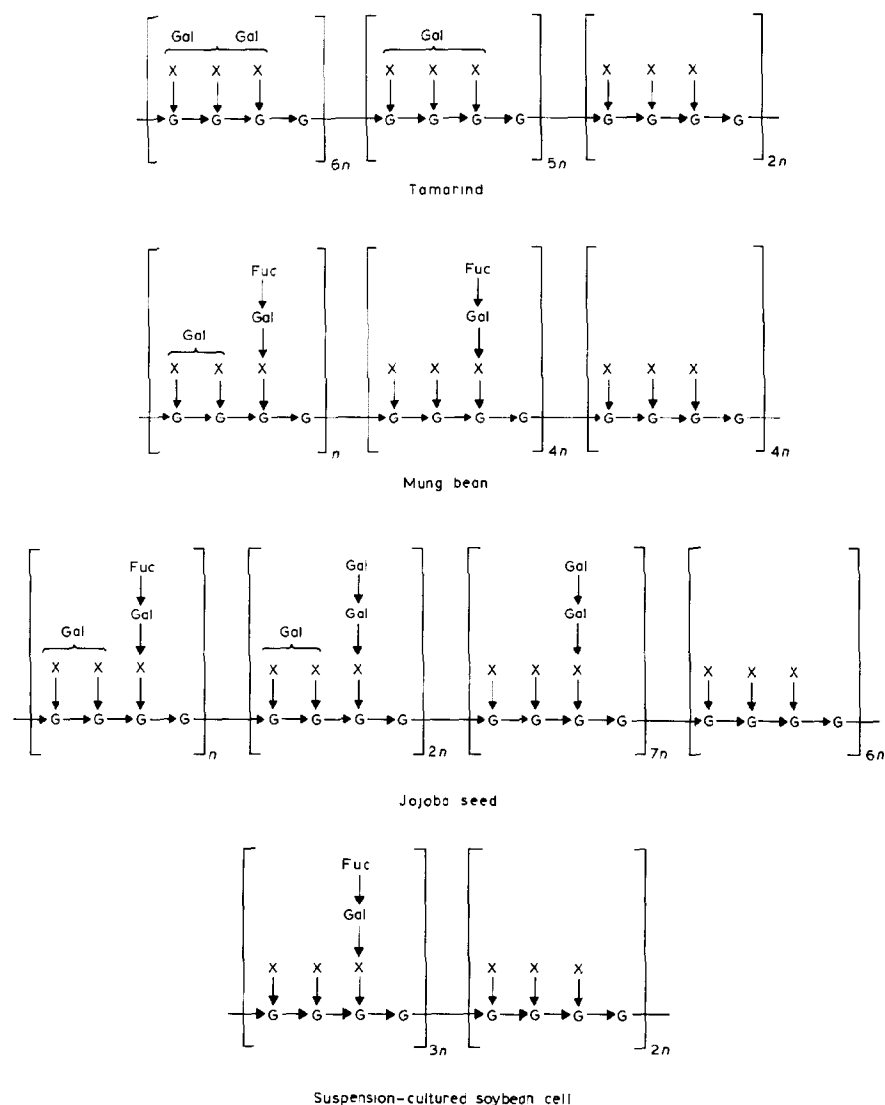 Gal Gal Gal
X X X X X X X X X
G G G G G G G G G G G G
6n 5n 2n
Tamarind
Fuc Fuc
Gal Gal Gal
X X X X X X X X X
G G G G G G G G G G G G
n 4n 4n
Mung bean
Fuc Gal Gal
Gal Gal Gal Gal Gal
X X X X X X X X X X X X
G G G G G G G G G G G G G G G G
n 2n 7n 6n
Jojoba seed
Fuc
Gal
X X X X X X
G G G G G G G G
3n 2n
Suspension-cultured soybean cell